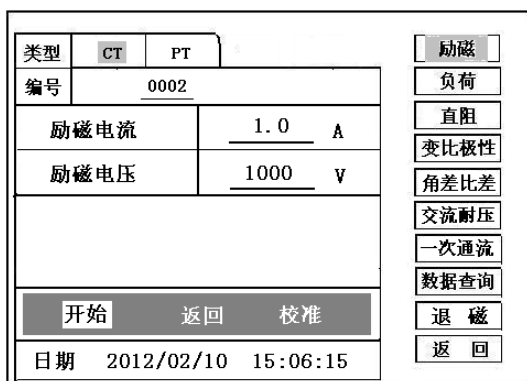 类型 CT PT
编号 0002
励磁电流 1.0 A
励磁电压 1000 V
开始 返回 校准
日期 2012/02/10 15:06:15
励磁
负荷
直阻
变比极性
角差比差
交流耐压
一次通流
数据查询
退 磁
返 回